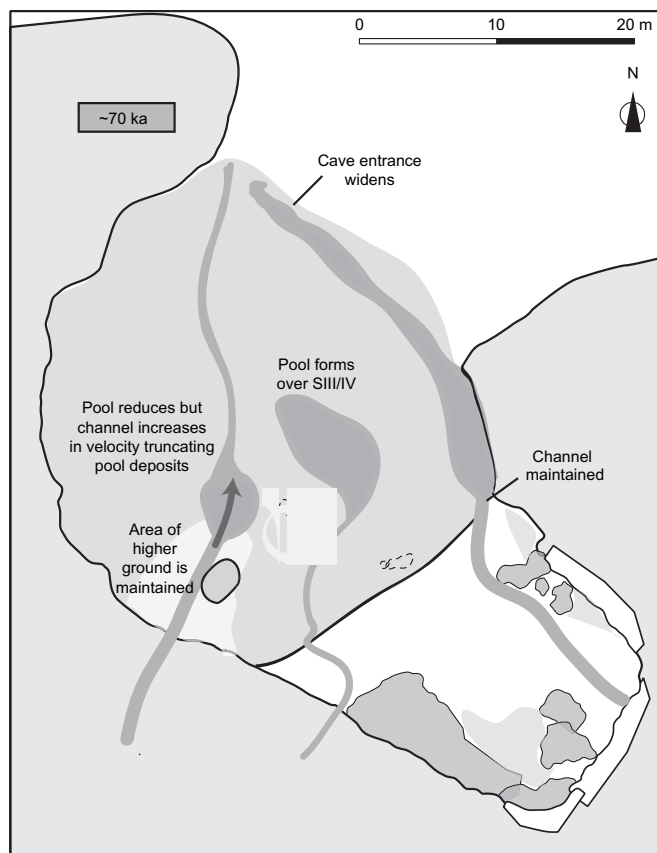 0 10 20 m
~70 ka
N
Cave entrance
widens
Pool forms
over SIII/IV
Pool reduces but
channel increases
in velocity truncating
pool deposits
Channel
maintained
Area of
higher
ground is
maintained